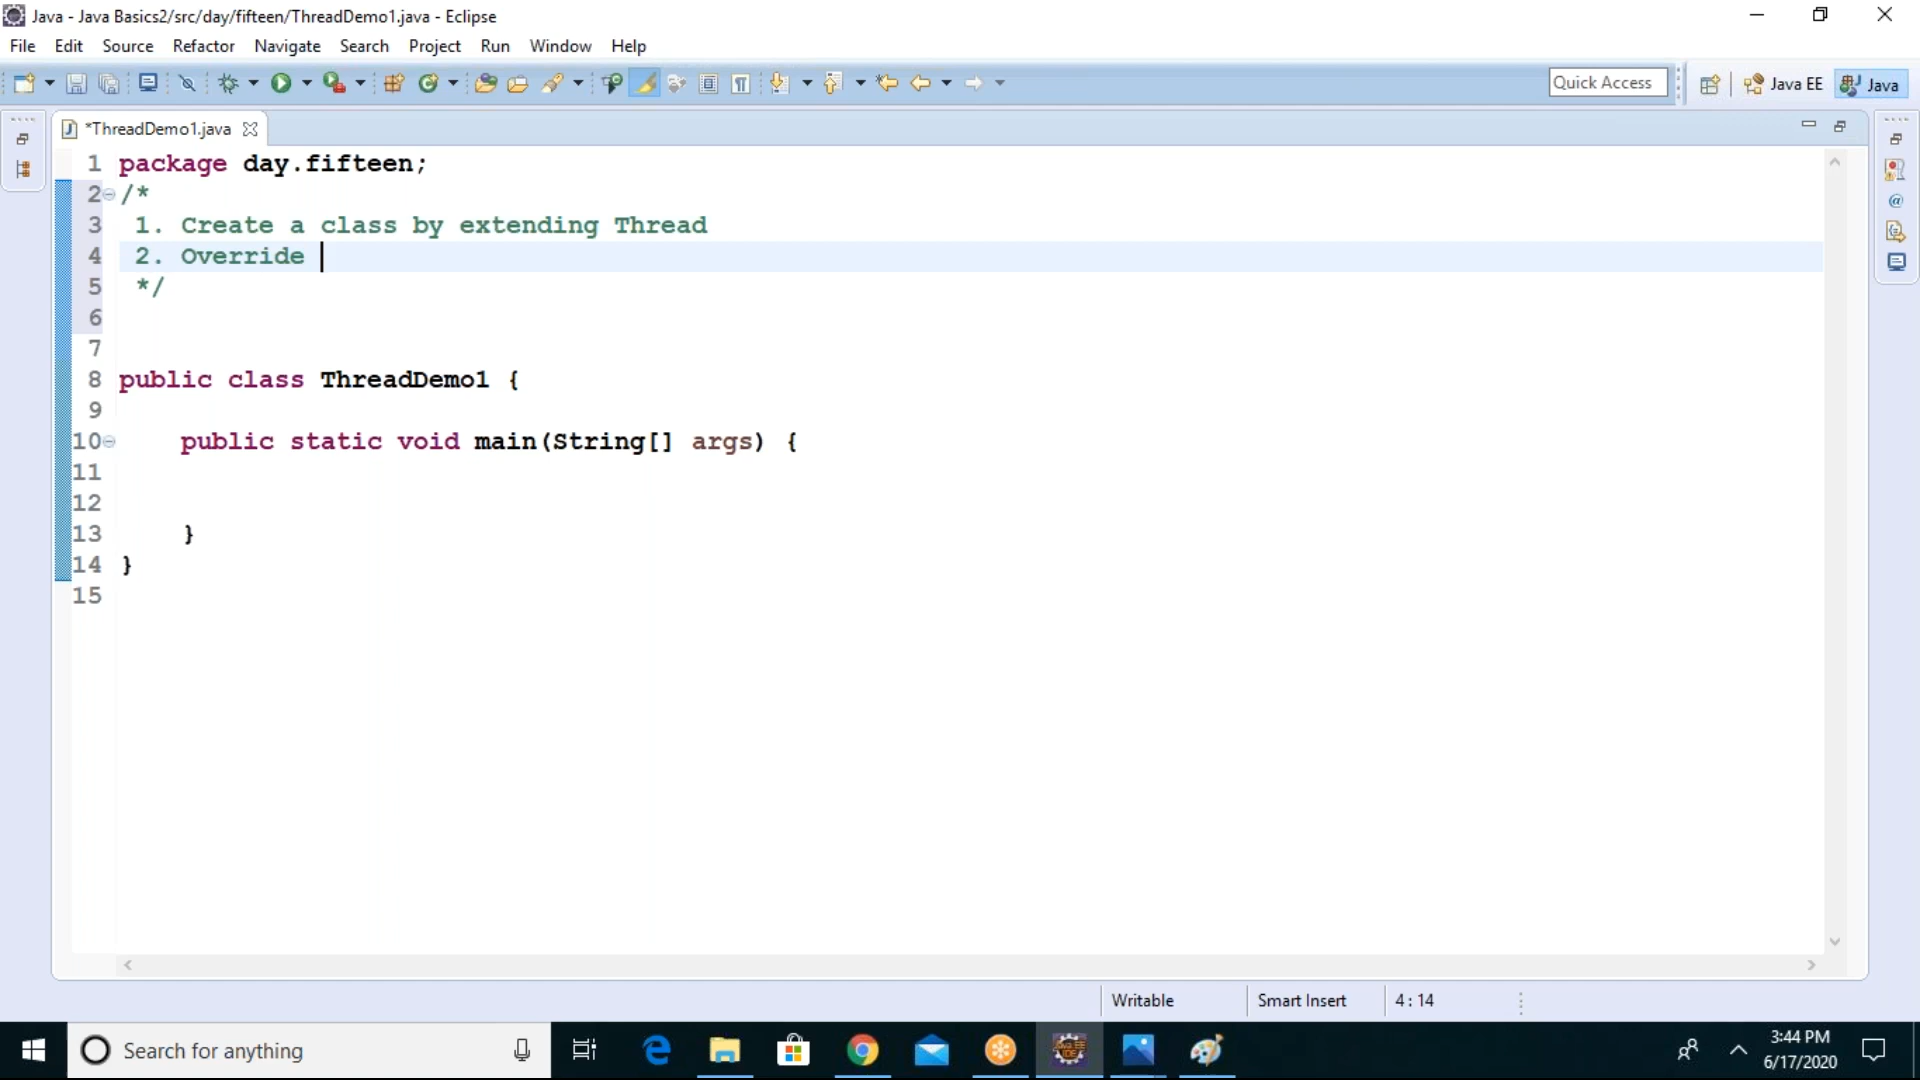 Java - Java Basics2/src/day/fifteen/ThreadDemo1.java - Eclipse
File Edit Source Refactor Navigate Search Project Run Window Help
Quick Access Java EE Java
*ThreadDemo1.java
1 package day.fifteen;
2 /*
3 1. Create a class by extending Thread
4 2. Override
5 */
6
7
8 public class ThreadDemo1 {
9
10 public static void main(String[] args) {
11
12
13 }
14 }
15
Writable Smart Insert 4 : 14
Search for anything
3:44 PM
6/17/2020